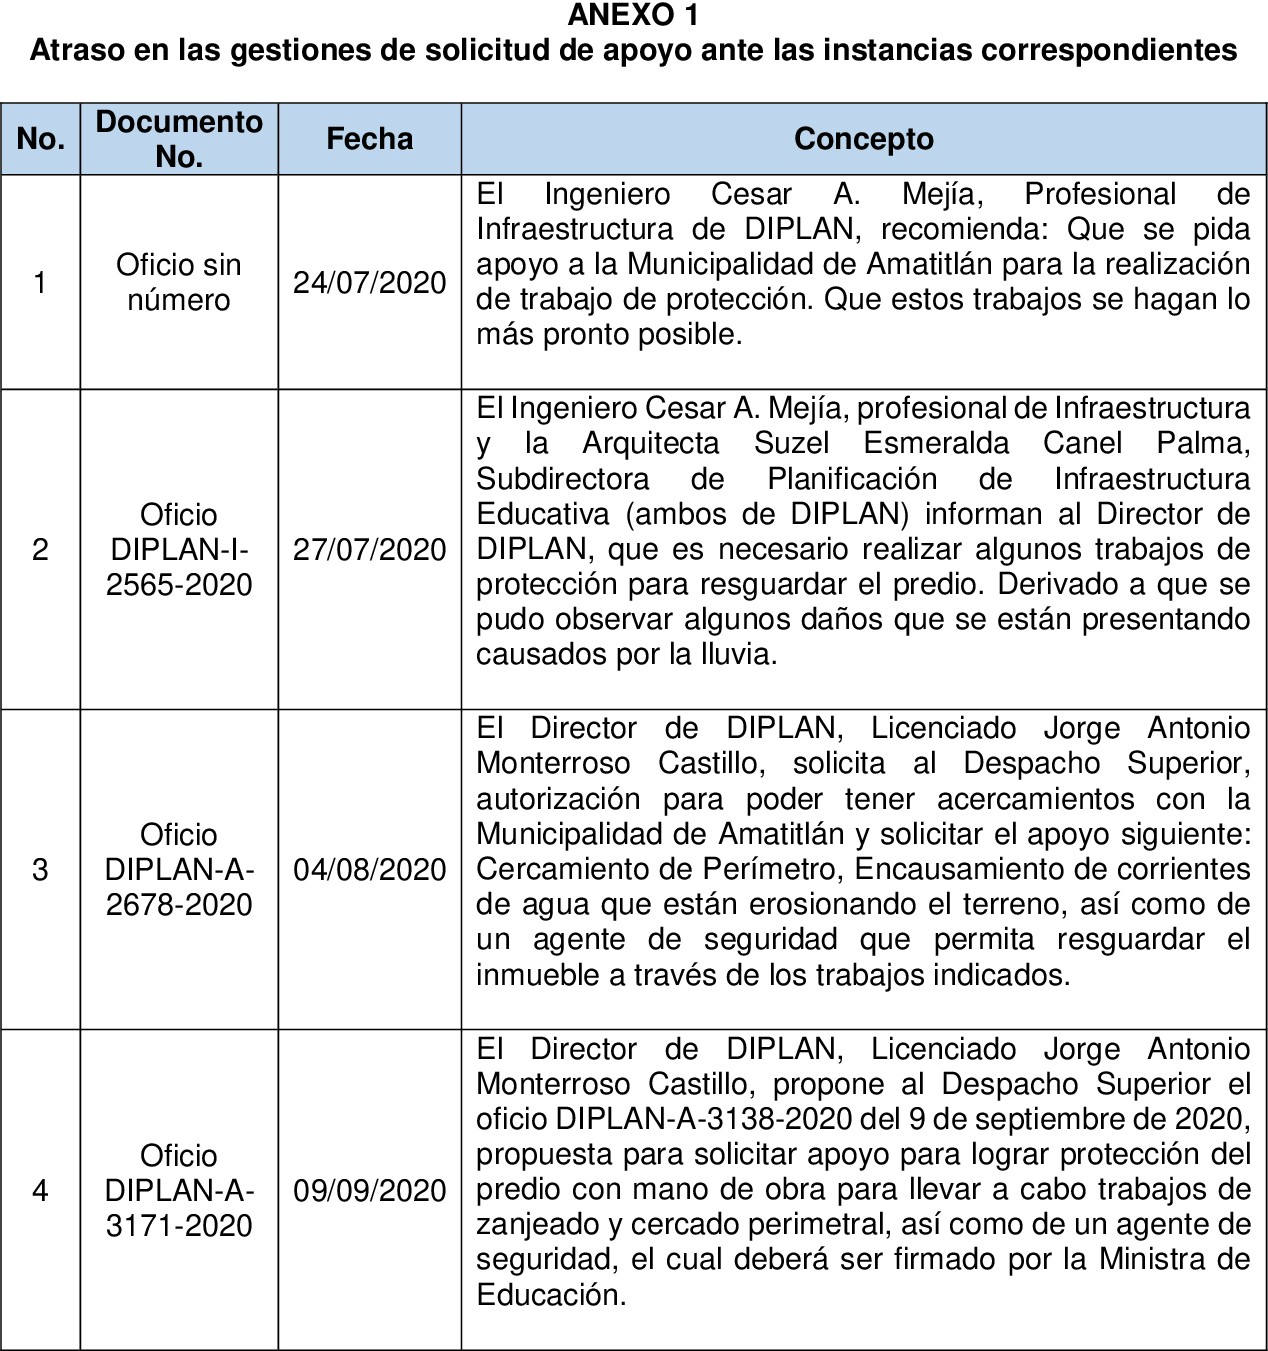 ANEXO 1
Atraso en las gestiones de solicitud de apoyo ante las instancias correspondientes
No.
Documento
No.
Fecha
Concepto
1
Oficio sin
número
24/07/2020
El Ingeniero Cesar A. Mejía, Profesional de
Infraestructura de DIPLAN, recomienda: Que se pida
apoyo a la Municipalidad de Amatitlán para la realización
de trabajo de protección. Que estos trabajos se hagan lo
más pronto posible.
2
Oficio
DIPLAN-I-
2565-2020
27/07/2020
El Ingeniero Cesar A. Mejía, profesional de Infraestructura
y la Arquitecta Suzel Esmeralda Canel Palma,
Subdirectora de Planificación de Infraestructura
Educativa (ambos de DIPLAN) informan al Director de
DIPLAN, que es necesario realizar algunos trabajos de
protección para resguardar el predio. Derivado a que se
pudo observar algunos daños que se están presentando
causados por la lluvia.
3
Oficio
DIPLAN-A-
2678-2020
04/08/2020
El Director de DIPLAN, Licenciado Jorge Antonio
Monterroso Castillo, solicita al Despacho Superior,
autorización para poder tener acercamientos con la
Municipalidad de Amatitlán y solicitar el apoyo siguiente:
Cercamiento de Perímetro, Encausamiento de corrientes
de agua que están erosionando el terreno, así como de
un agente de seguridad que permita resguardar el
inmueble a través de los trabajos indicados.
4
Oficio
DIPLAN-A-
3171-2020
09/09/2020
El Director de DIPLAN, Licenciado Jorge Antonio
Monterroso Castillo, propone al Despacho Superior el
oficio DIPLAN-A-3138-2020 del 9 de septiembre de 2020,
propuesta para solicitar apoyo para lograr protección del
predio con mano de obra para llevar a cabo trabajos de
zanjeado y cercado perimetral, así como de un agente de
seguridad, el cual deberá ser firmado por la Ministra de
Educación.